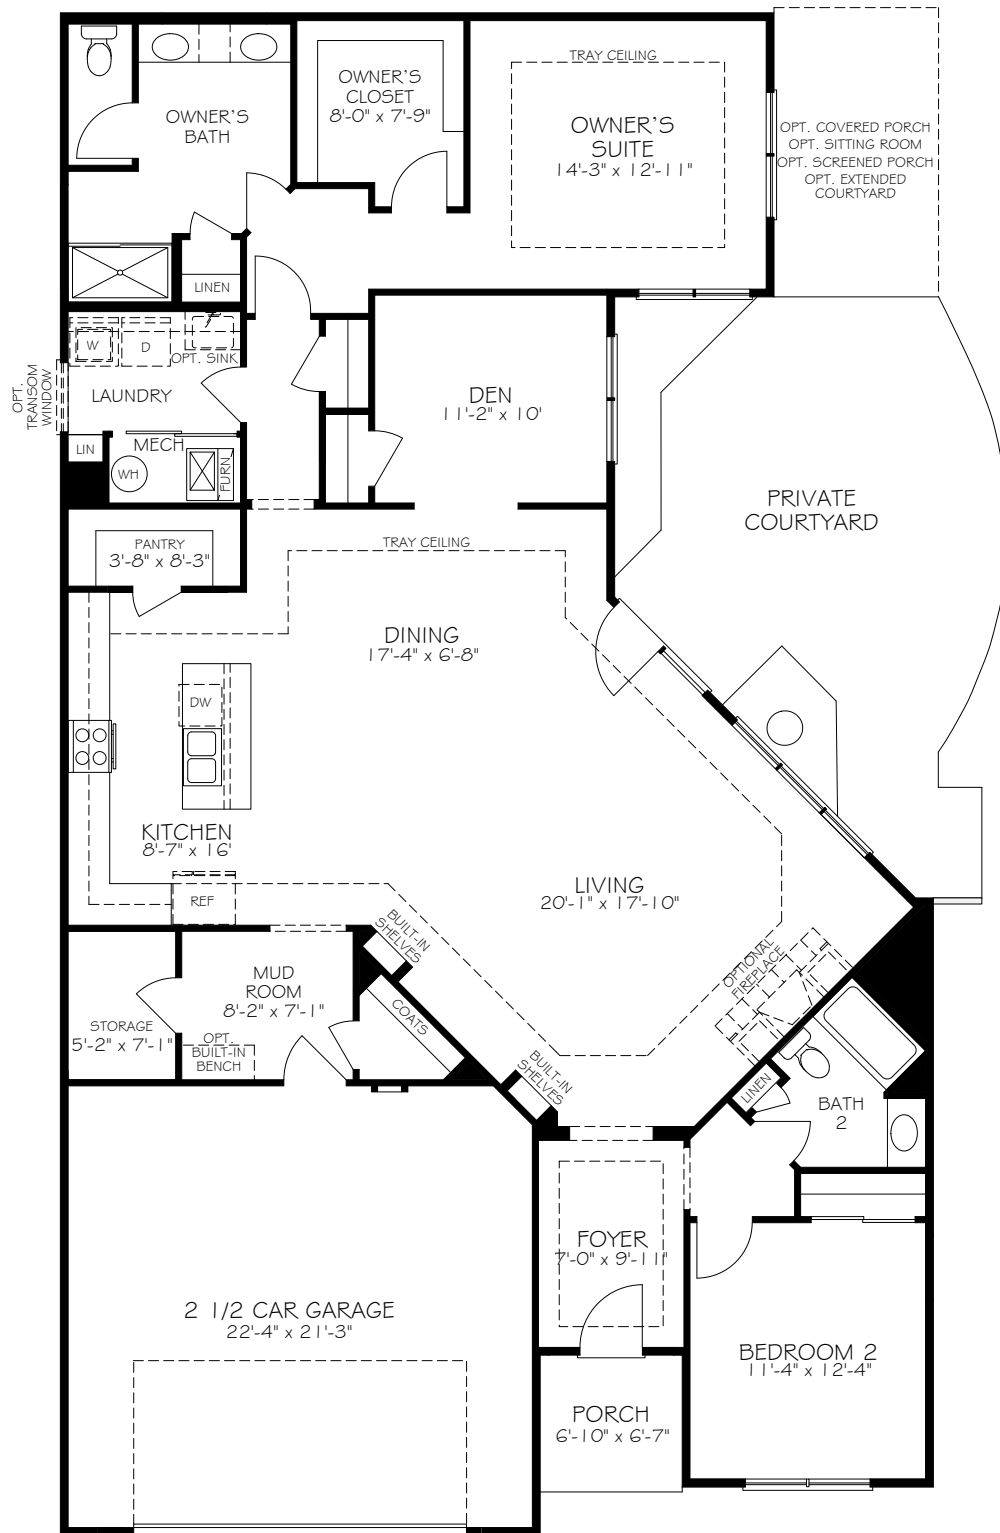 TRAY CEILING
OWNER'S
CLOSET
8'-0" x 7'-9"
OWNER'S
BATH
OWNER'S
SUITE
14'-3" x 12'-11"
OPT. COVERED PORCH
OPT. SITTING ROOM
OPT. SCREENED PORCH
OPT. EXTENDED
COURTYARD
LINEN
W
D
OPT. SINK
OPT.
TRANSOM
WINDOW
LAUNDRY
DEN
11'-2" x 10'
LIN
MECH
WH
FURN.
PRIVATE
COURTYARD
PANTRY
3'-8" x 8'-3"
TRAY CEILING
DINING
17'-4" x 6'-8"
DW
KITCHEN
8'-7" x 16'
REF
LIVING
20'-1" x 17'-10"
BUILT-IN
SHELVES
OPTIONAL
FIREPLACE
MUD
ROOM
8'-2" x 7'-1"
COATS
STORAGE
5'-2" x 7'-1"
OPT.
BUILT-IN
BENCH
BUILT-IN
SHELVES
LINEN
BATH
2
FOYER
7'-0" x 9'-11"
2 1/2 CAR GARAGE
22'-4" x 21'-3"
BEDROOM 2
11'-4" x 12'-4"
PORCH
6'-10" x 6'-7"